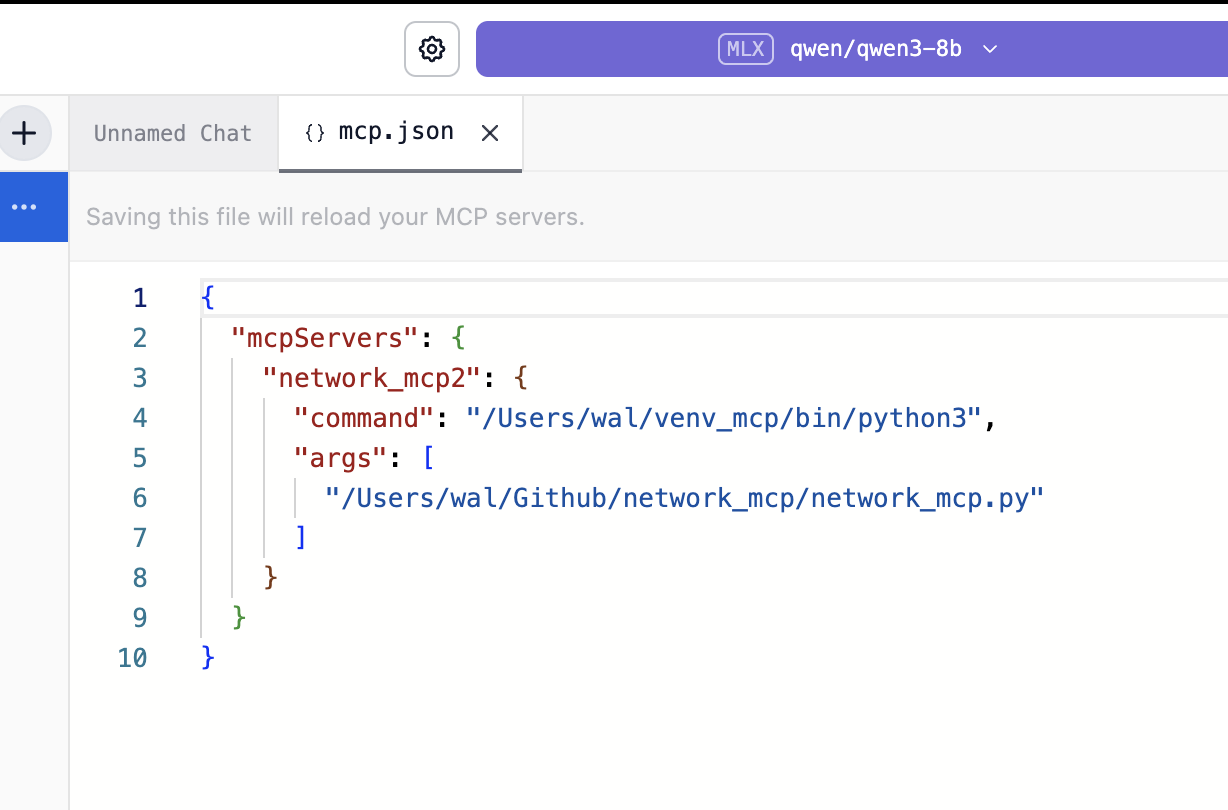 MLX qwen/qwen3-8b
Unnamed Chat {} mcp.json
Saving this file will reload your MCP servers.
1 {
2 "mcpServers": {
3 "network_mcp2": {
4 "command": "/Users/wal/venv_mcp/bin/python3",
5 "args": [
6 "/Users/wal/Github/network_mcp/network_mcp.py"
7 ]
8 }
9 }
10 }